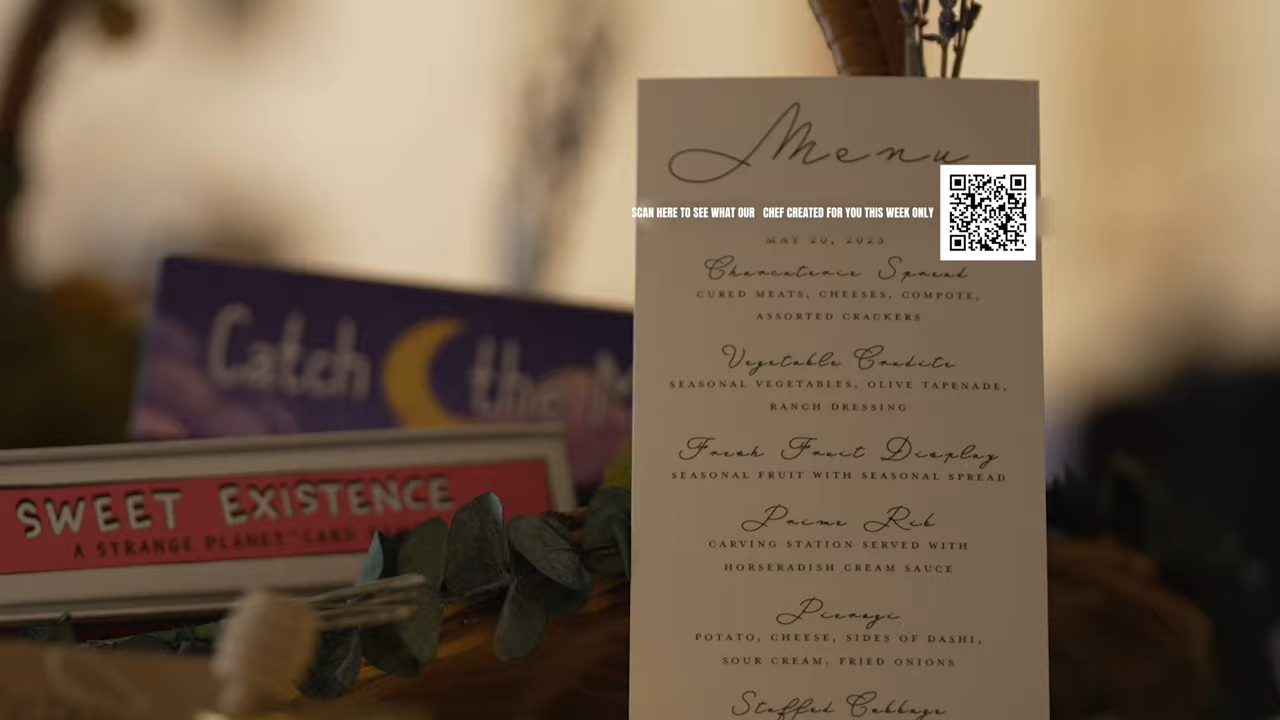 Menu
SCAN HERE TO SEE WHAT OUR CHEF CREATED FOR YOU THIS WEEK ONLY
MAY 20, 2023
Charcuterie Spread
CURED MEATS, CHEESES, COMPOTE,
ASSORTED CRACKERS
Vegetable Crudite
SEASONAL VEGETABLES, OLIVE TAPENADE,
RANCH DRESSING
Fresh Fruit Display
SEASONAL FRUIT WITH SEASONAL SPREAD
Prime Rib
CARVING STATION SERVED WITH
HORSERADISH CREAM SAUCE
Pierogi
POTATO, CHEESE, SIDES OF DASHI,
SOUR CREAM, FRIED ONIONS
Stuffed Cabbage
Catch the
SWEET EXISTENCE
A STRANGE PLANET CARD